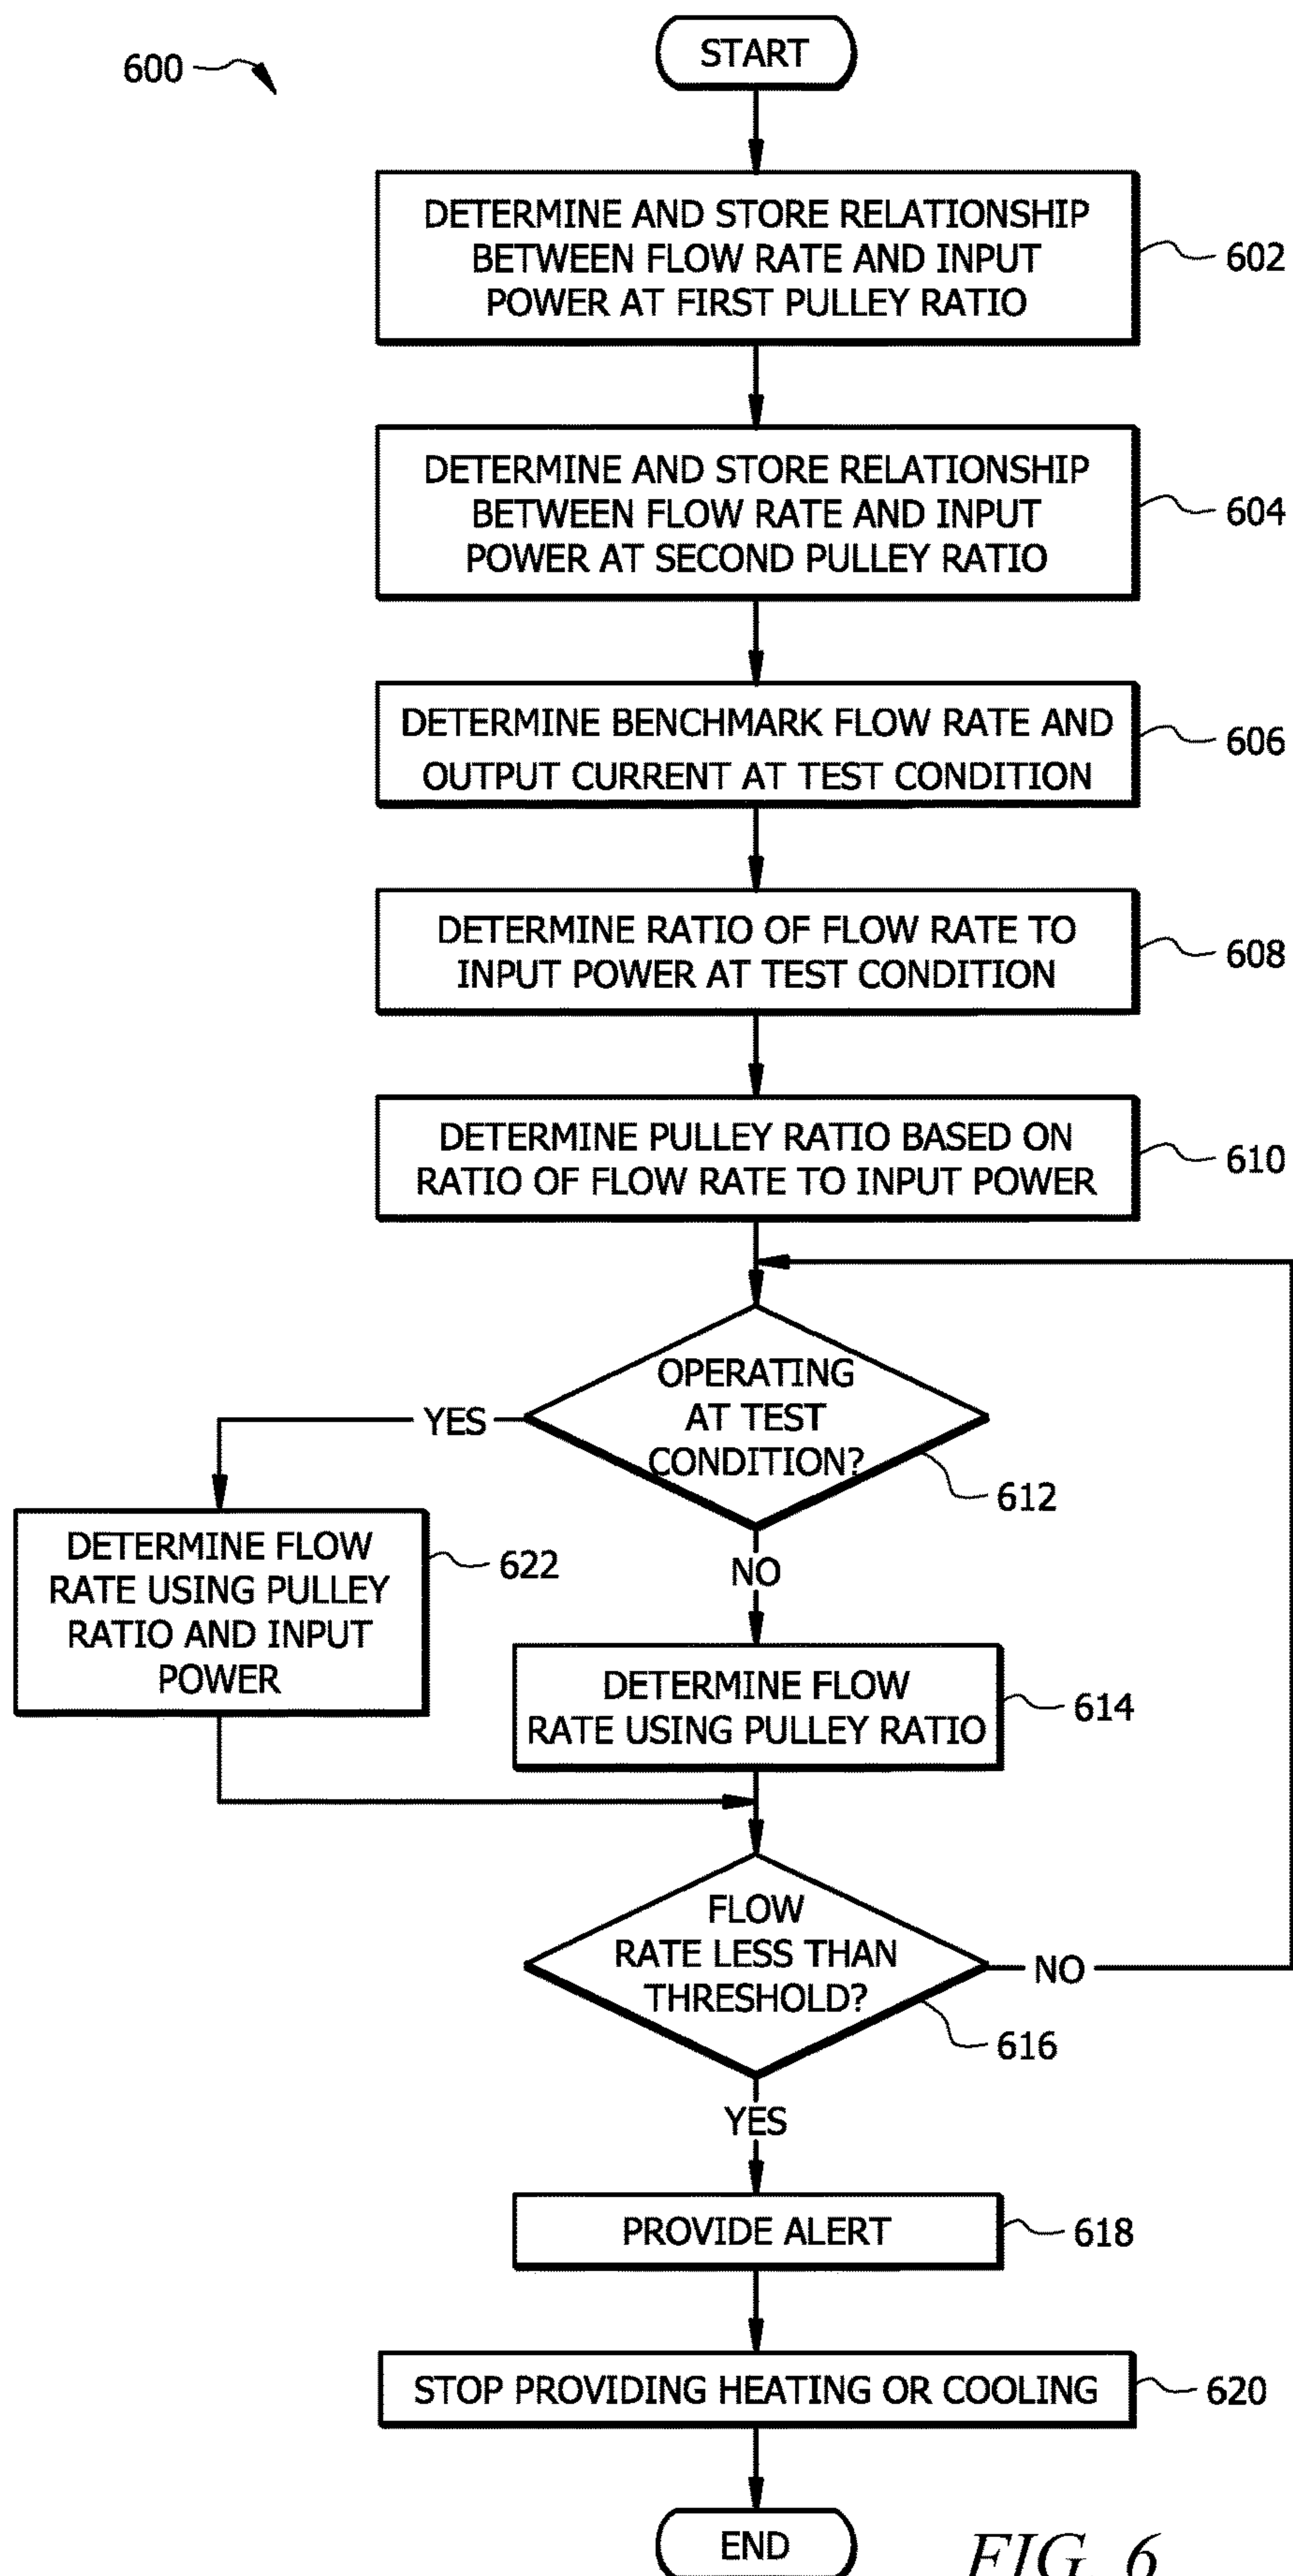 600
START
DETERMINE AND STORE RELATIONSHIP
BETWEEN FLOW RATE AND INPUT
POWER AT FIRST PULLEY RATIO
602
DETERMINE AND STORE RELATIONSHIP
BETWEEN FLOW RATE AND INPUT
POWER AT SECOND PULLEY RATIO
604
DETERMINE BENCHMARK FLOW RATE AND
OUTPUT CURRENT AT TEST CONDITION
606
DETERMINE RATIO OF FLOW RATE TO
INPUT POWER AT TEST CONDITION
608
DETERMINE PULLEY RATIO BASED ON
RATIO OF FLOW RATE TO INPUT POWER
610
OPERATING
AT TEST
CONDITION?
612
YES
NO
DETERMINE FLOW
RATE USING PULLEY
RATIO AND INPUT
POWER
622
DETERMINE FLOW
RATE USING PULLEY RATIO
614
FLOW
RATE LESS THAN
THRESHOLD?
616
NO
YES
PROVIDE ALERT
618
STOP PROVIDING HEATING OR COOLING
620
END
FIG. 6